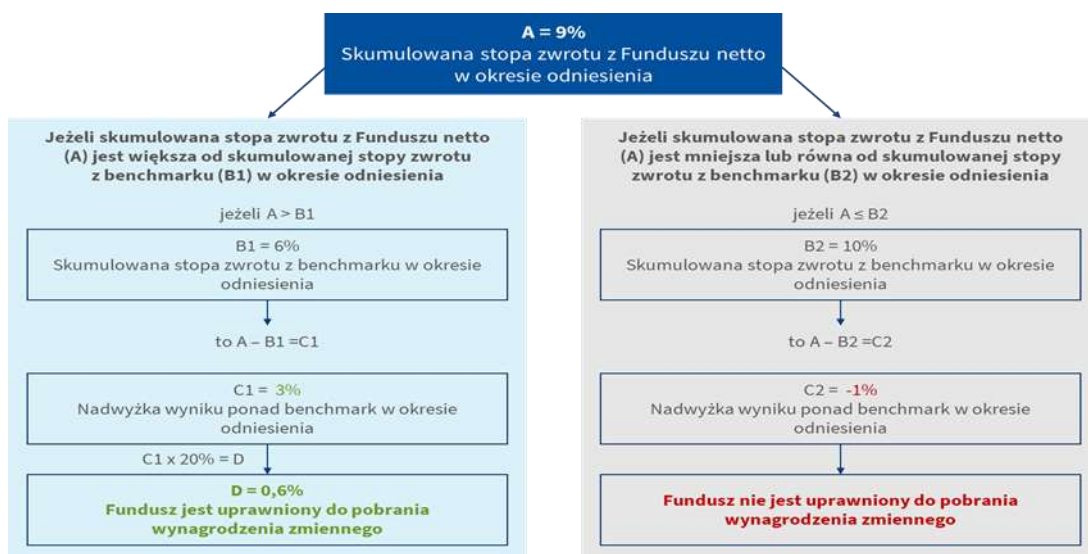 A = 9%
Skumulowana stopa zwrotu z Funduszu netto
w okresie odniesienia
Jeżeli skumulowana stopa zwrotu z Funduszu netto
(A) jest większa od skumulowanej stopy zwrotu
z benchmarku (B1) w okresie odniesienia
jeżeli A > B1
B1 = 6%
Skumulowana stopa zwrotu z benchmarku w okresie
odniesienia
to A – B1 =C1
C1 = 3%
Nadwyżka wyniku ponad benchmark w okresie
odniesienia
C1 x 20% = D
D = 0,6%
Fundusz jest uprawniony do pobrania
wynagrodzenia zmiennego
Jeżeli skumulowana stopa zwrotu z Funduszu netto
(A) jest mniejsza lub równa od skumulowanej stopy
zwrotu z benchmarku (B2) w okresie odniesienia
jeżeli A ≤ B2
B2 = 10%
Skumulowana stopa zwrotu z benchmarku w okresie
odniesienia
to A – B2 =C2
C2 = -1%
Nadwyżka wyniku ponad benchmark w okresie
odniesienia
Fundusz nie jest uprawniony do pobrania
wynagrodzenia zmiennego